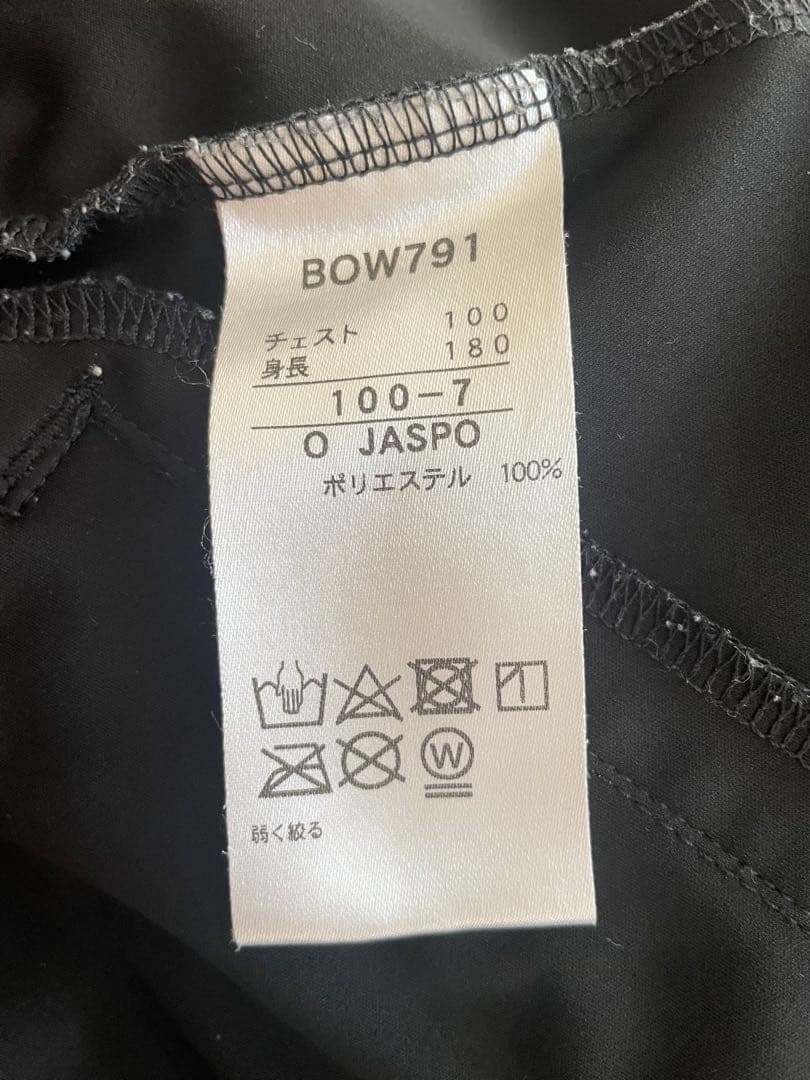 BOW791
チェスト 100
身長 180
100-7
O JASPO
ポリエステル 100%
W
弱く絞る